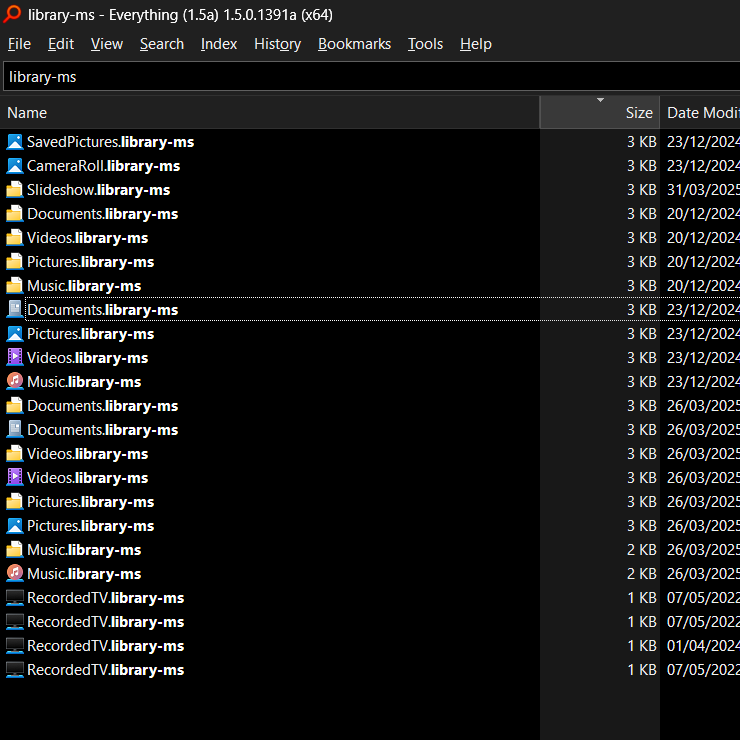 library-ms - Everything (1.5a) 1.5.0.1391a (x64)
File Edit View Search Index History Bookmarks Tools Help
library-ms
Name Size Date Modif
SavedPictures.library-ms 3 KB 23/12/2024
CameraRoll.library-ms 3 KB 23/12/2024
Slideshow.library-ms 3 KB 31/03/2025
Documents.library-ms 3 KB 20/12/2024
Videos.library-ms 3 KB 20/12/2024
Pictures.library-ms 3 KB 20/12/2024
Music.library-ms 3 KB 20/12/2024
Documents.library-ms 3 KB 23/12/2024
Pictures.library-ms 3 KB 23/12/2024
Videos.library-ms 3 KB 23/12/2024
Music.library-ms 3 KB 23/12/2024
Documents.library-ms 3 KB 26/03/2025
Documents.library-ms 3 KB 26/03/2025
Videos.library-ms 3 KB 26/03/2025
Videos.library-ms 3 KB 26/03/2025
Pictures.library-ms 3 KB 26/03/2025
Pictures.library-ms 3 KB 26/03/2025
Music.library-ms 2 KB 26/03/2025
Music.library-ms 2 KB 26/03/2025
RecordedTV.library-ms 1 KB 07/05/2022
RecordedTV.library-ms 1 KB 07/05/2022
RecordedTV.library-ms 1 KB 01/04/2024
RecordedTV.library-ms 1 KB 07/05/2022